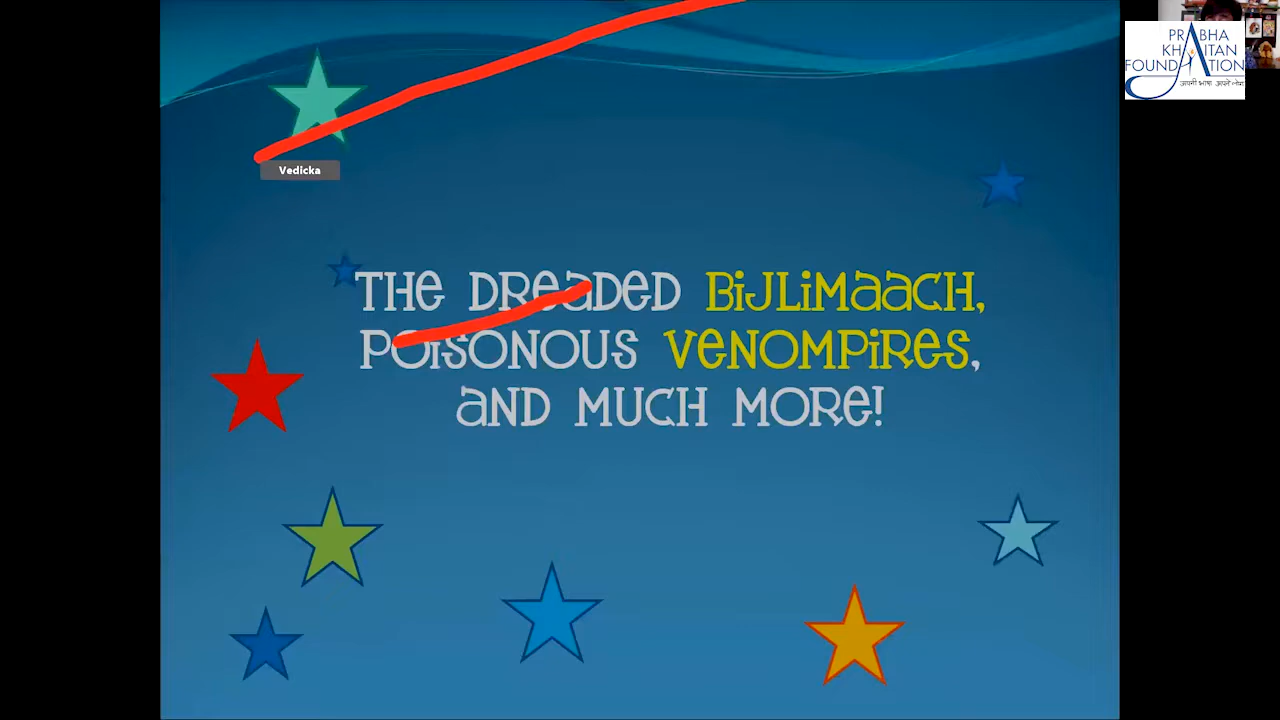 PRABHA
KHAITAN
FOUNDATION
अपनी भाषा अपने लोग
Vedicka
THE DREADED BIJLIMAACH,
POISONOUS VENOMPIRES,
AND MUCH MORE!